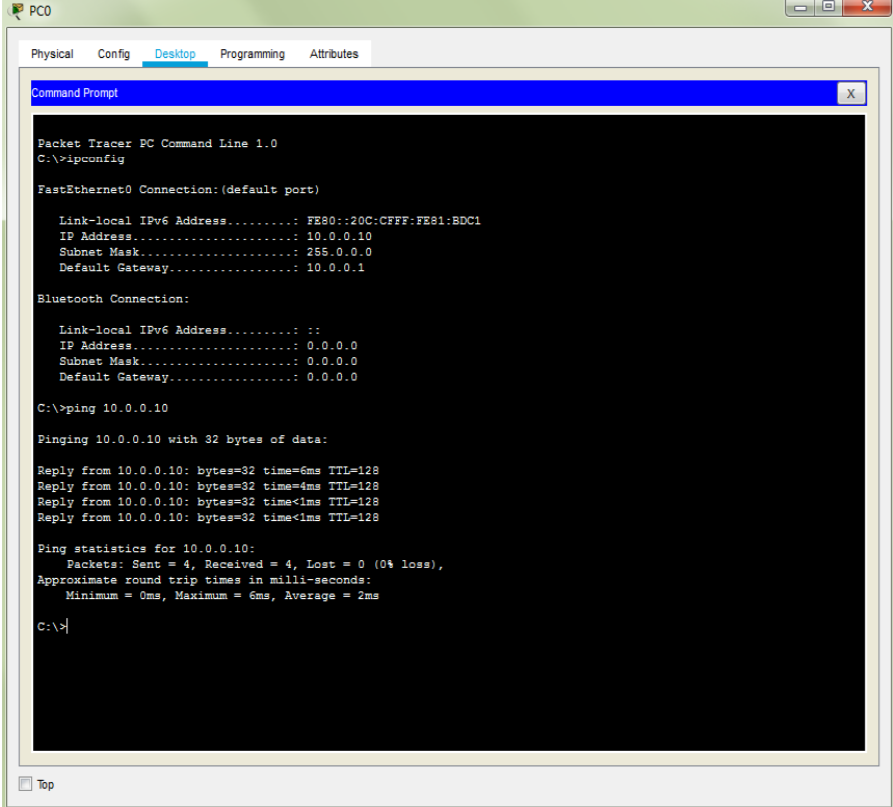 PC0
X
Physical Config Desktop Programming Attributes
Command Prompt
X
Packet Tracer PC Command Line 1.0
C:\>ipconfig
FastEthernet0 Connection:(default port)
Link-local IPv6 Address.........: FE80::20C:CFFF:FE81:BDC1
IP Address......................: 10.0.0.10
Subnet Mask.....................: 255.0.0.0
Default Gateway.................: 10.0.0.1
Bluetooth Connection:
Link-local IPv6 Address.........: ::
IP Address......................: 0.0.0.0
Subnet Mask.....................: 0.0.0.0
Default Gateway.................: 0.0.0.0
C:\>ping 10.0.0.10
Pinging 10.0.0.10 with 32 bytes of data:
Reply from 10.0.0.10: bytes=32 time=6ms TTL=128
Reply from 10.0.0.10: bytes=32 time=4ms TTL=128
Reply from 10.0.0.10: bytes=32 time<1ms TTL=128
Reply from 10.0.0.10: bytes=32 time<1ms TTL=128
Ping statistics for 10.0.0.10:
Packets: Sent = 4, Received = 4, Lost = 0 (0% loss),
Approximate round trip times in milli-seconds:
Minimum = 0ms, Maximum = 6ms, Average = 2ms
C:\>
Top